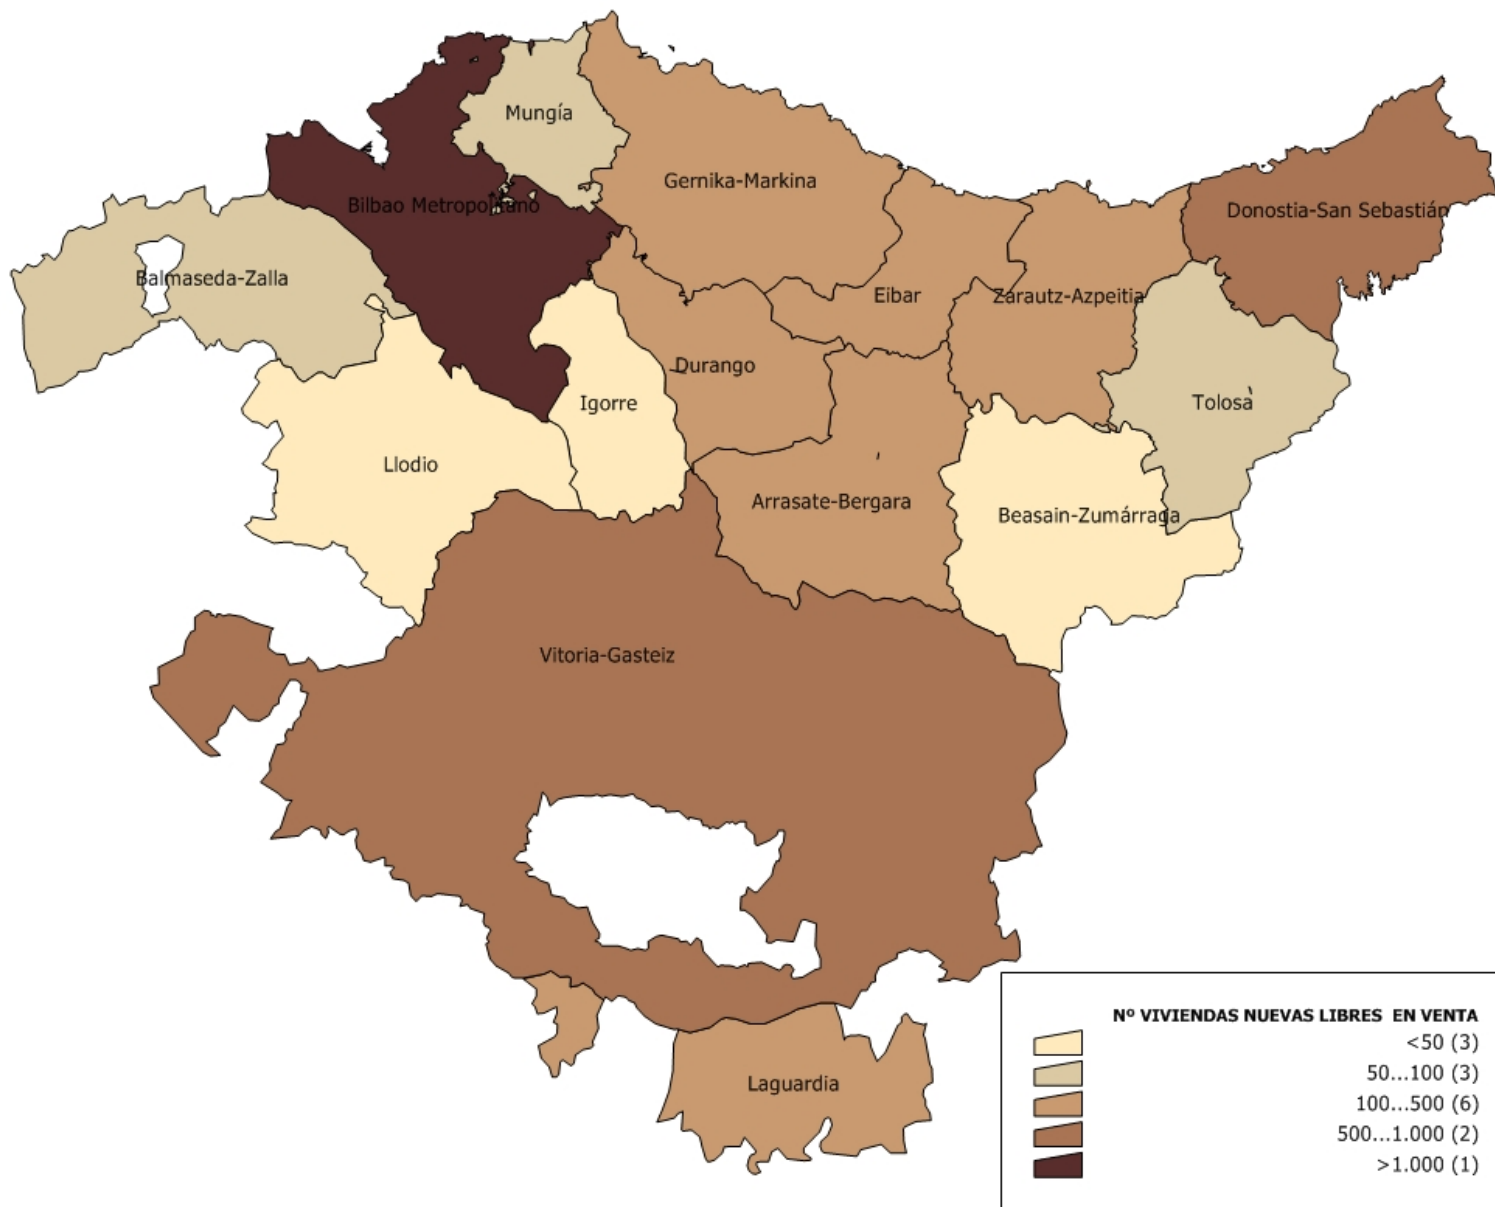 Mungía
Gernika-Markina
Bilbao Metropolitano
Donostia-San Sebastián
Balmaseda-Zalla
Eibar
Zarautz-Azpeitia
Durango
Igorre
Tolosa
Llodio
Arrasate-Bergara
Beasain-Zumárraga
Vitoria-Gasteiz
Laguardia
Nº VIVIENDAS NUEVAS LIBRES EN VENTA
<50 (3)
50...100 (3)
100...500 (6)
500...1.000 (2)
>1.000 (1)